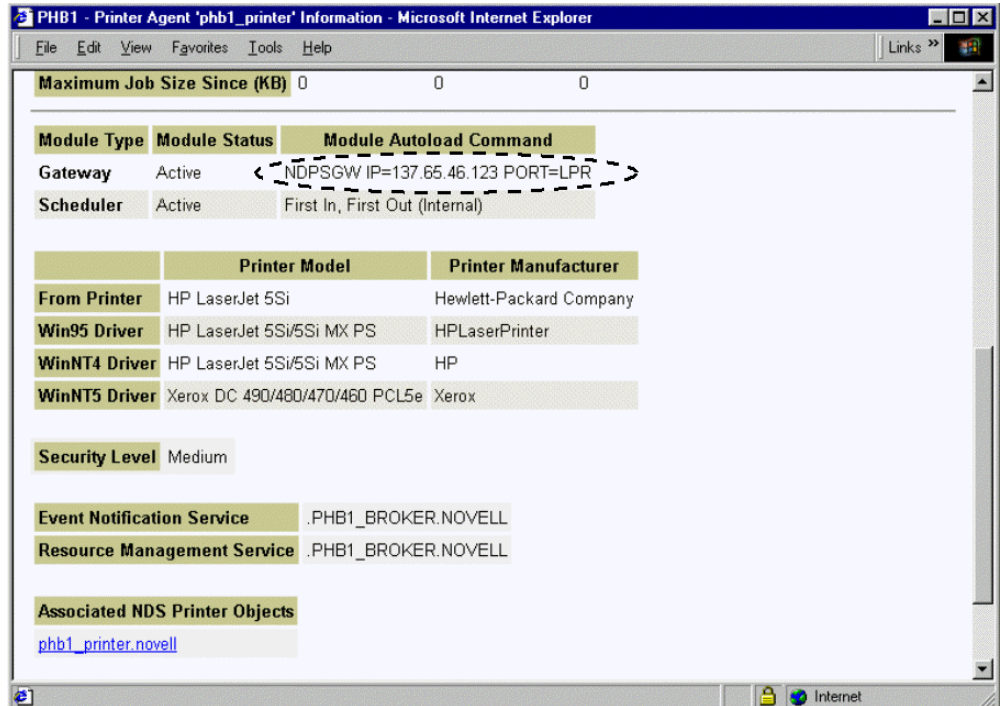 PHB1 - Printer Agent 'phb1_printer' Information - Microsoft Internet Explorer
File Edit View Favorites Tools Help Links »
Maximum Job Size Since (KB) 0 0 0
Module Type Module Status Module Autoload Command
Gateway Active NDPSGW IP=137.65.46.123 PORT=LPR
Scheduler Active First In, First Out (Internal)
Printer Model Printer Manufacturer
From Printer HP LaserJet 5Si Hewlett-Packard Company
Win95 Driver HP LaserJet 5Si/5Si MX PS HPLaserPrinter
WinNT4 Driver HP LaserJet 5Si/5Si MX PS HP
WinNT5 Driver Xerox DC 490/480/470/460 PCL5e Xerox
Security Level Medium
Event Notification Service .PHB1_BROKER.NOVELL
Resource Management Service .PHB1_BROKER.NOVELL
Associated NDS Printer Objects
phb1_printer.novell
Internet